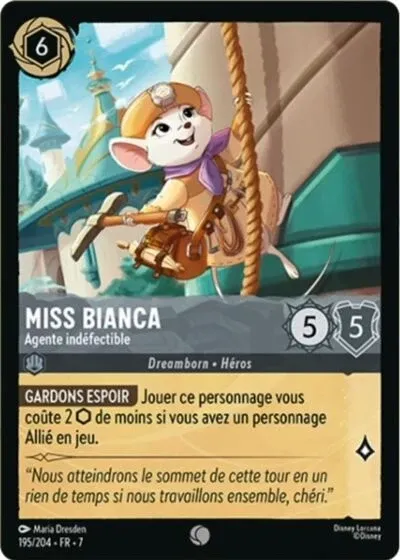 6
MISS BIANCA
Agente indéfectible
5 5
Dreamborn • Héros
GARDONS ESPOIR Jouer ce personnage vous
coûte 2 ⬡ de moins si vous avez un personnage
Allié en jeu.
“Nous atteindrons le sommet de cette tour en un
rien de temps si nous travaillons ensemble, chéri.”
Maria Dresden
195/204 • FR • 7
Disney Lorcana
©Disney